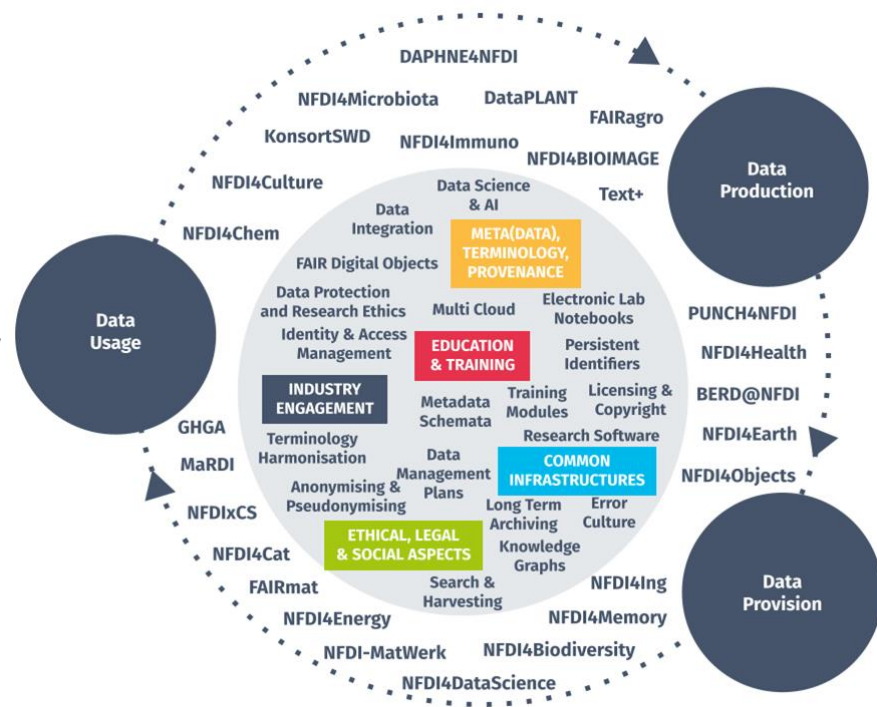 DAPHNE4NFDI
NFDI4Microbiota
DataPLANT
FAIRagro
KonsortSWD
NFDI4Immuno
NFDI4BIOIMAGE
NFDI4Culture
Text+
NFDI4Chem
Data
Production
Data
Usage
Data Science
& AI
Data
Integration
META(DATA),
TERMINOLOGY,
PROVENANCE
FAIR Digital Objects
Data Protection
and Research Ethics
Multi Cloud
Electronic Lab
Notebooks
Identity & Access
Management
EDUCATION
& TRAINING
Persistent
Identifiers
INDUSTRY
ENGAGEMENT
Metadata
Schemata
Training
Modules
Licensing &
Copyright
Research Software
Terminology
Harmonisation
Data
Management
Plans
COMMON
INFRASTRUCTURES
Anonymising &
Pseudonymising
Long Term
Archiving
Error
Culture
ETHICAL, LEGAL
& SOCIAL ASPECTS
Knowledge
Graphs
Search &
Harvesting
PUNCH4NFDI
NFDI4Health
BERD@NFDI
NFDI4Earth
NFDI4Objects
Data
Provision
GHGA
MaRDI
NFDIxCS
NFDI4Cat
FAIRmat
NFDI4Energy
NFDI-MatWerk
NFDI4DataScience
NFDI4Biodiversity
NFDI4Memory
NFDI4Ing